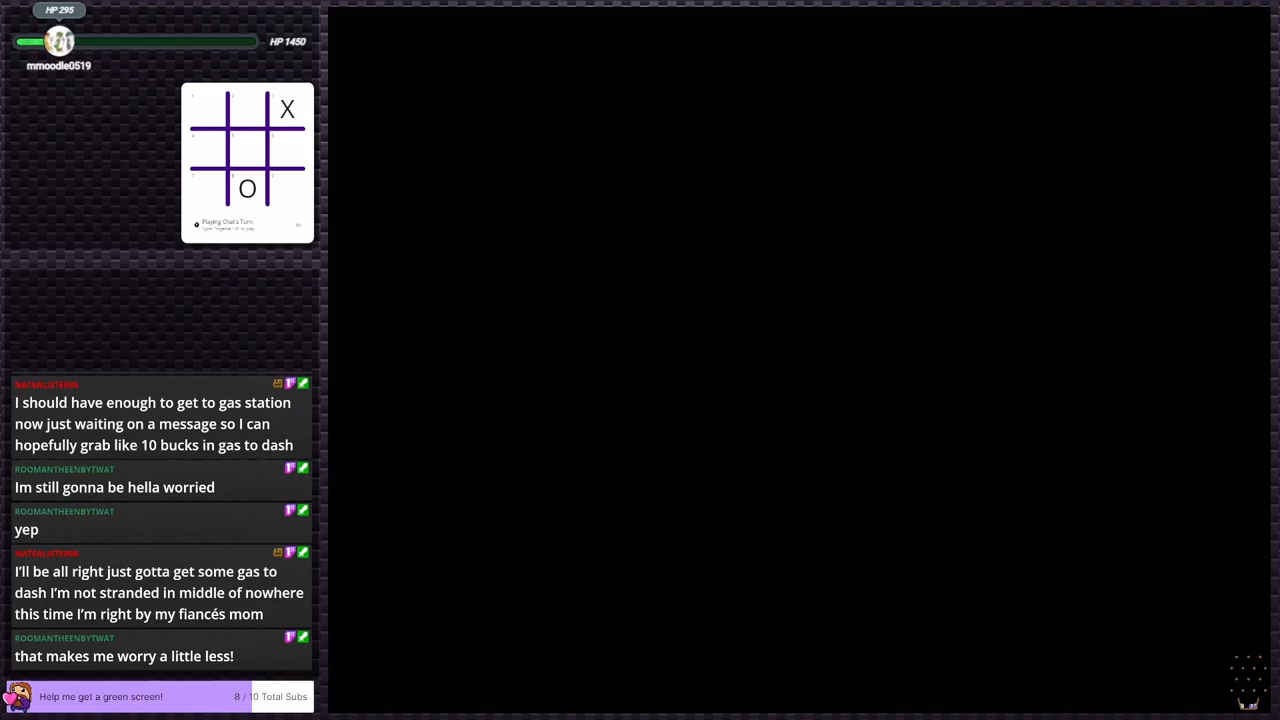 HP 295
HP 1450
mmoodle0519
X
O
Playing Chat's Turn
NATEALISTER96
I should have enough to get to gas station
now just waiting on a message so I can
hopefully grab like 10 bucks in gas to dash
ROOMANTHEENBYTWAT
Im still gonna be hella worried
ROOMANTHEENBYTWAT
yep
NATEALISTER96
I'll be all right just gotta get some gas to
dash I'm not stranded in middle of nowhere
this time I'm right by my fiancés mom
ROOMANTHEENBYTWAT
that makes me worry a little less!
Help me get a green screen! 8 / 10 Total Subs